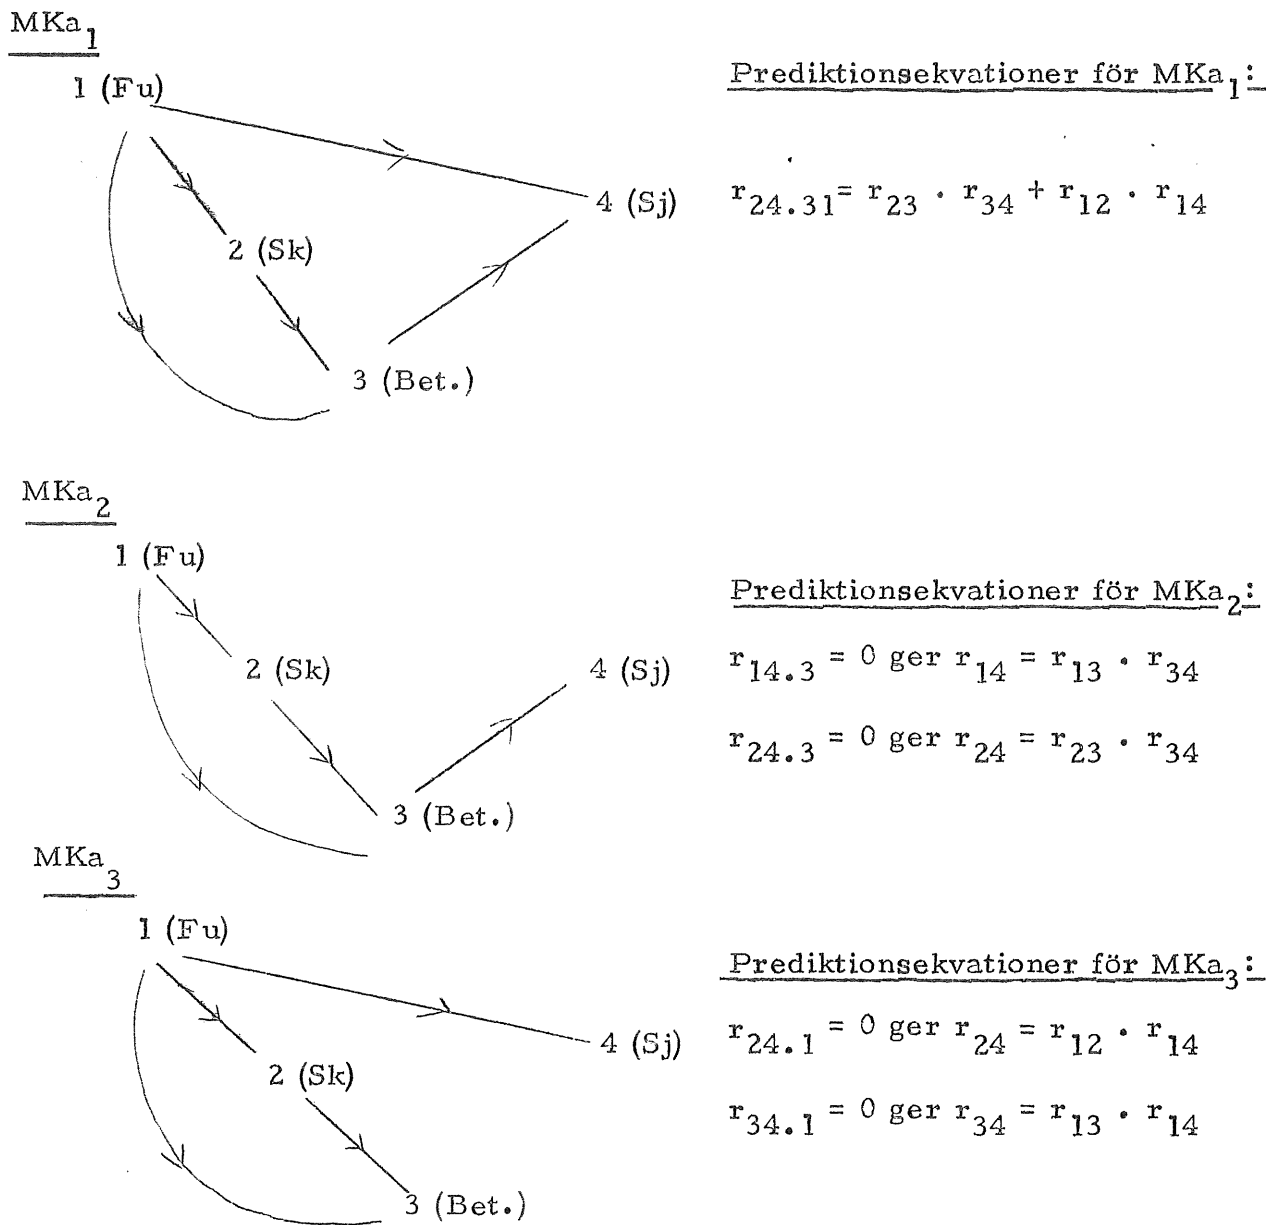 MKa₁
1 (Fu)
2 (Sk)
3 (Bet.)
4 (Sj)
Prediktionsekvationer för MKa₁:
r₂₄.₃₁ = r₂₃ · r₃₄ + r₁₂ · r₁₄
MKa₂
1 (Fu)
2 (Sk)
3 (Bet.)
4 (Sj)
Prediktionsekvationer för MKa₂:
r₁₄.₃ = 0 ger r₁₄ = r₁₃ · r₃₄
r₂₄.₃ = 0 ger r₂₄ = r₂₃ · r₃₄
MKa₃
1 (Fu)
2 (Sk)
3 (Bet.)
4 (Sj)
Prediktionsekvationer för MKa₃:
r₂₄.₁ = 0 ger r₂₄ = r₁₂ · r₁₄
r₃₄.₁ = 0 ger r₃₄ = r₁₃ · r₁₄